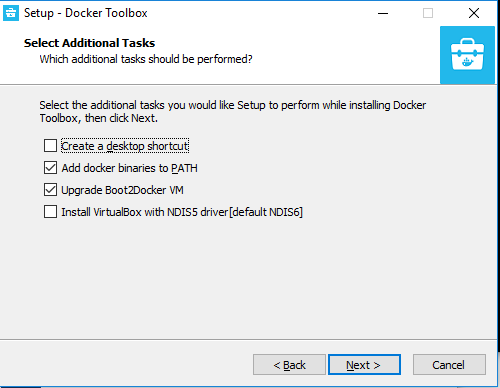 Setup - Docker Toolbox
Select Additional Tasks
Which additional tasks should be performed?
Select the additional tasks you would like Setup to perform while installing Docker
Toolbox, then click Next.
Create a desktop shortcut
Add docker binaries to PATH
Upgrade Boot2Docker VM
Install VirtualBox with NDIS5 driver[default NDIS6]
< Back
Next >
Cancel